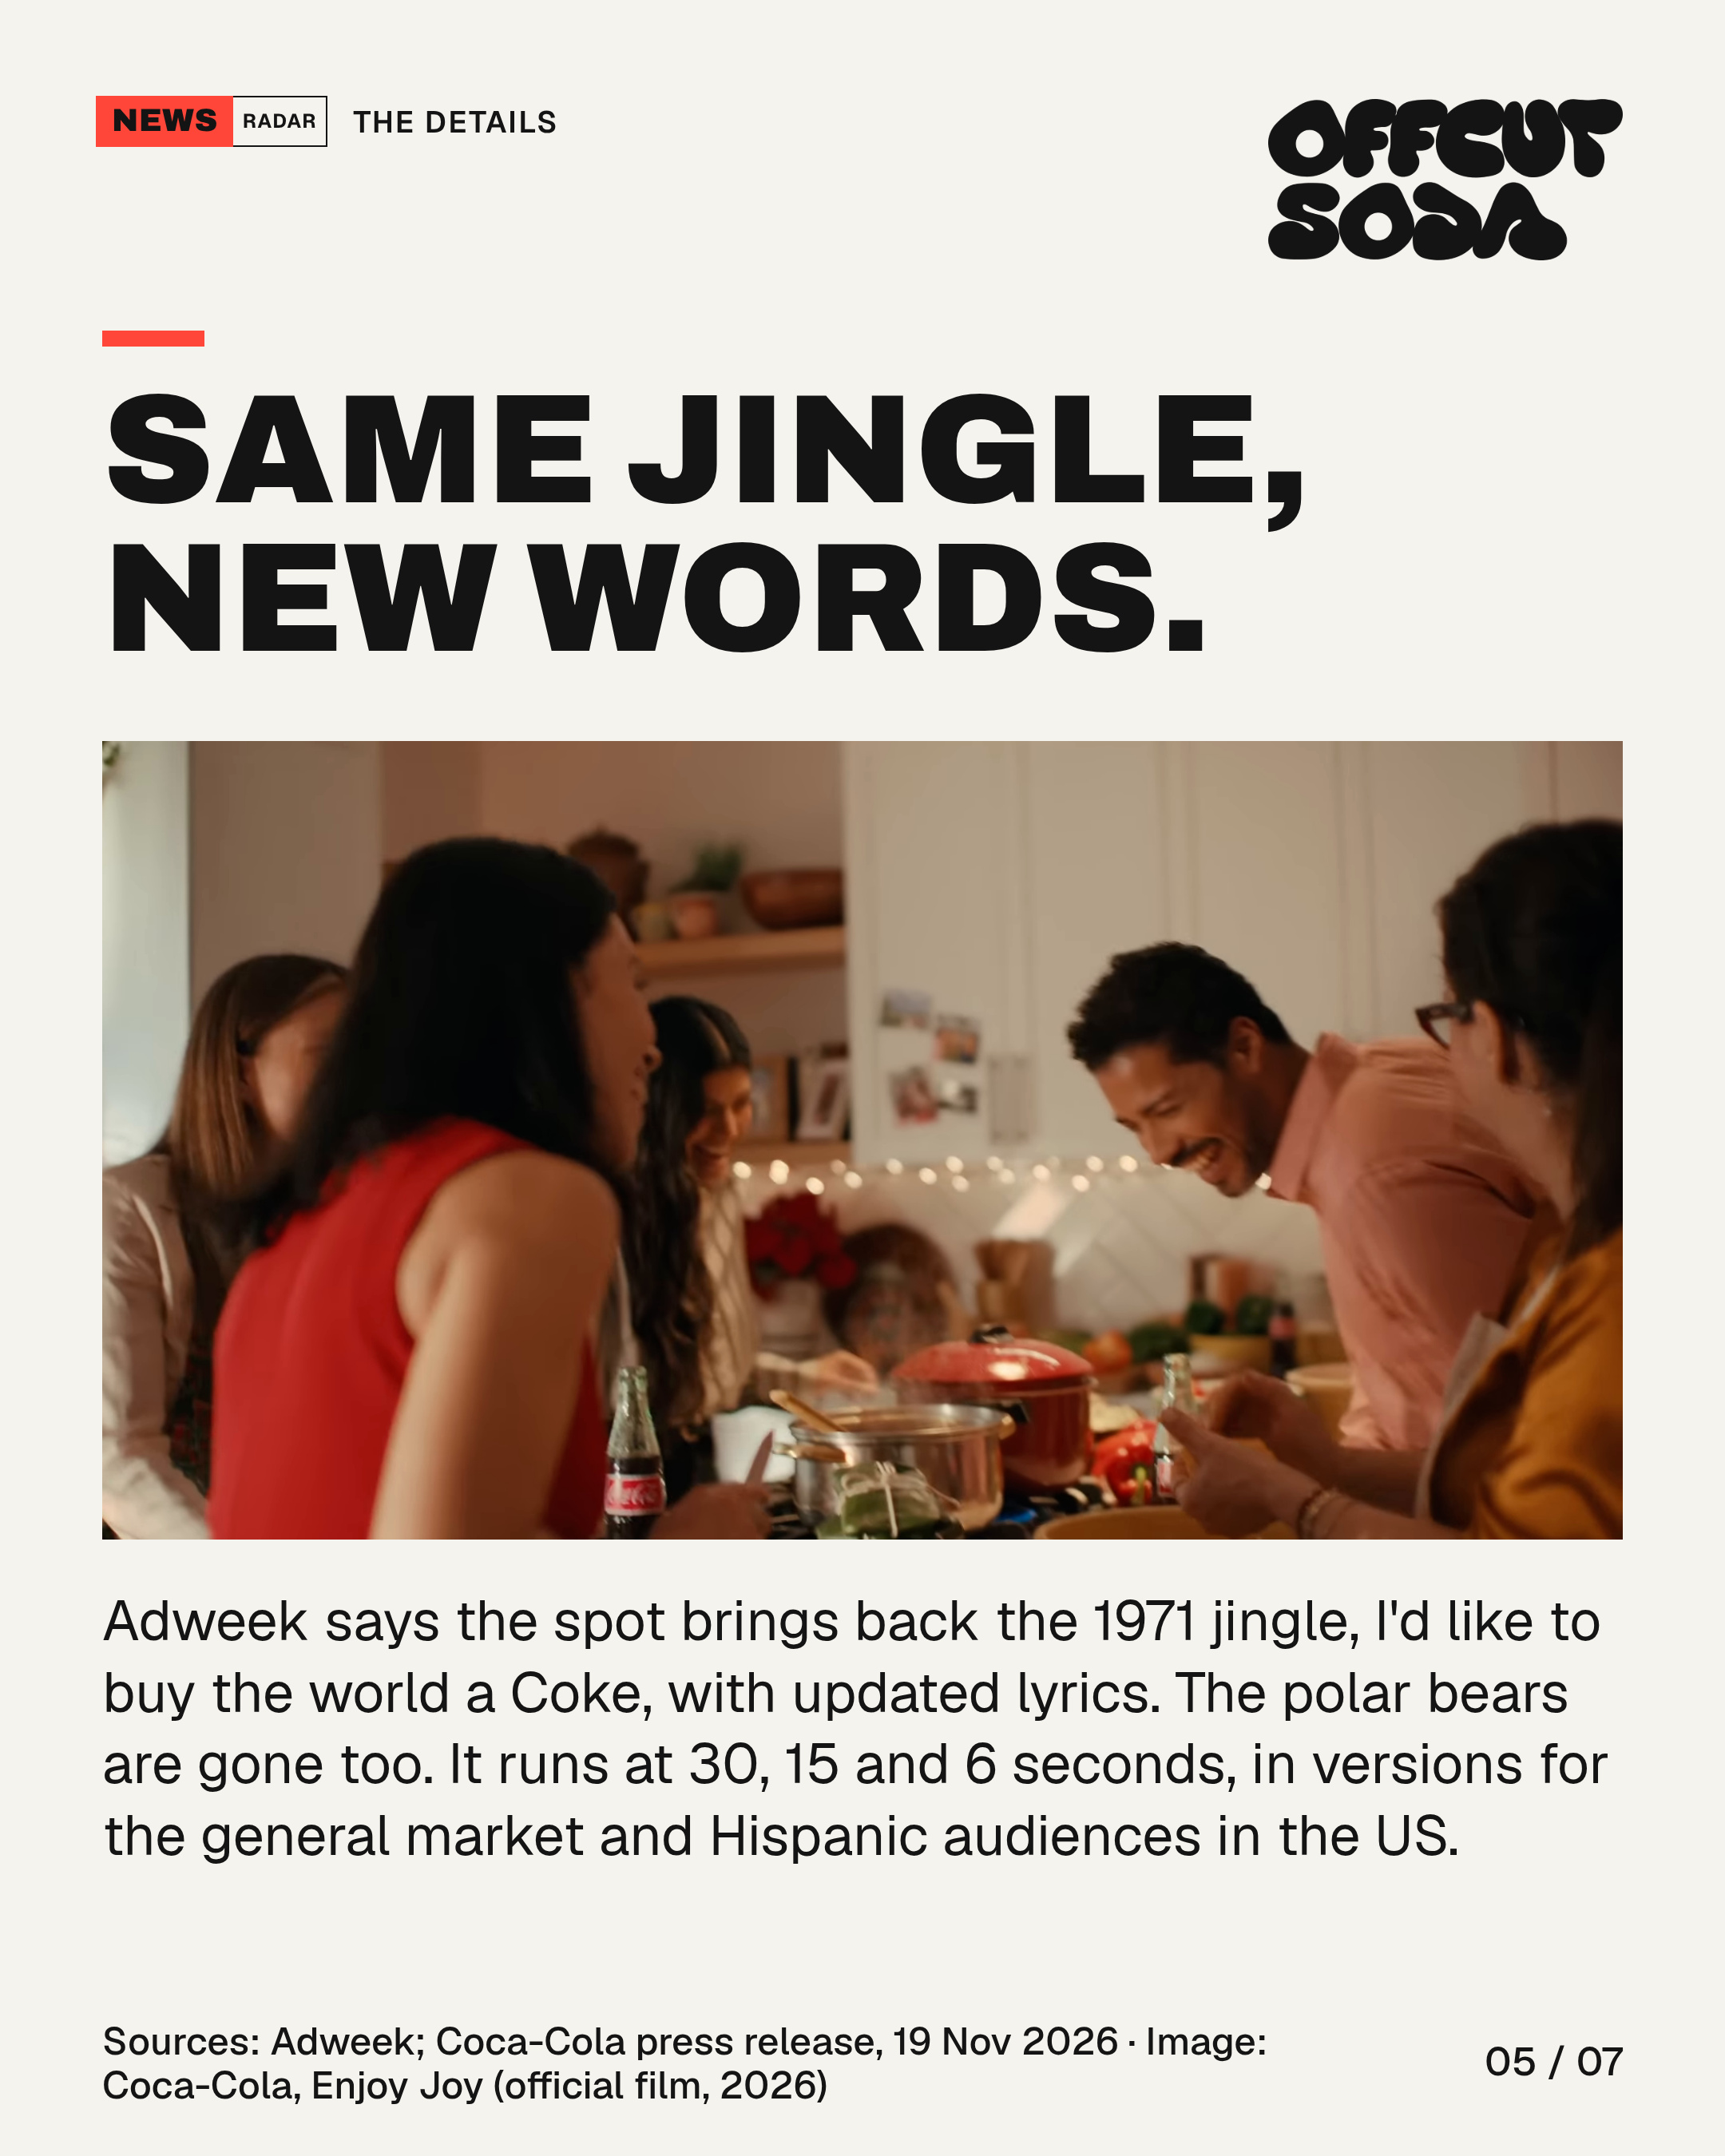 NEWS RADAR THE DETAILS
OFFCUT
SODA
SAME JINGLE,
NEW WORDS.
Adweek says the spot brings back the 1971 jingle, I'd like to
buy the world a Coke, with updated lyrics. The polar bears
are gone too. It runs at 30, 15 and 6 seconds, in versions for
the general market and Hispanic audiences in the US.
Sources: Adweek; Coca-Cola press release, 19 Nov 2026 · Image:
Coca-Cola, Enjoy Joy (official film, 2026)
05 / 07